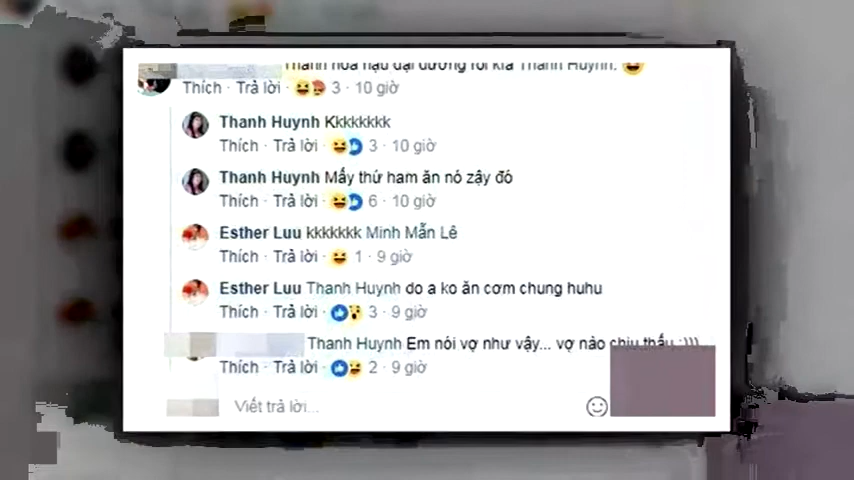 Thánh hoa hậu đại dương rồi kìa Thanh Huynh.
Thích · Trả lời · 3 · 10 giờ
Thanh Huynh Kkkkkkkk
Thích · Trả lời · 3 · 10 giờ
Thanh Huynh Mấy thứ ham ăn nó zậy đó
Thích · Trả lời · 6 · 10 giờ
Esther Luu kkkkkkk Minh Mẫn Lê
Thích · Trả lời · 1 · 9 giờ
Esther Luu Thanh Huynh do a ko ăn cơm chung huhu
Thích · Trả lời · 3 · 9 giờ
Thanh Huynh Em nói vợ như vậy... vợ nào chịu thấu :)))
Thích · Trả lời · 2 · 9 giờ
Viết trả lời...